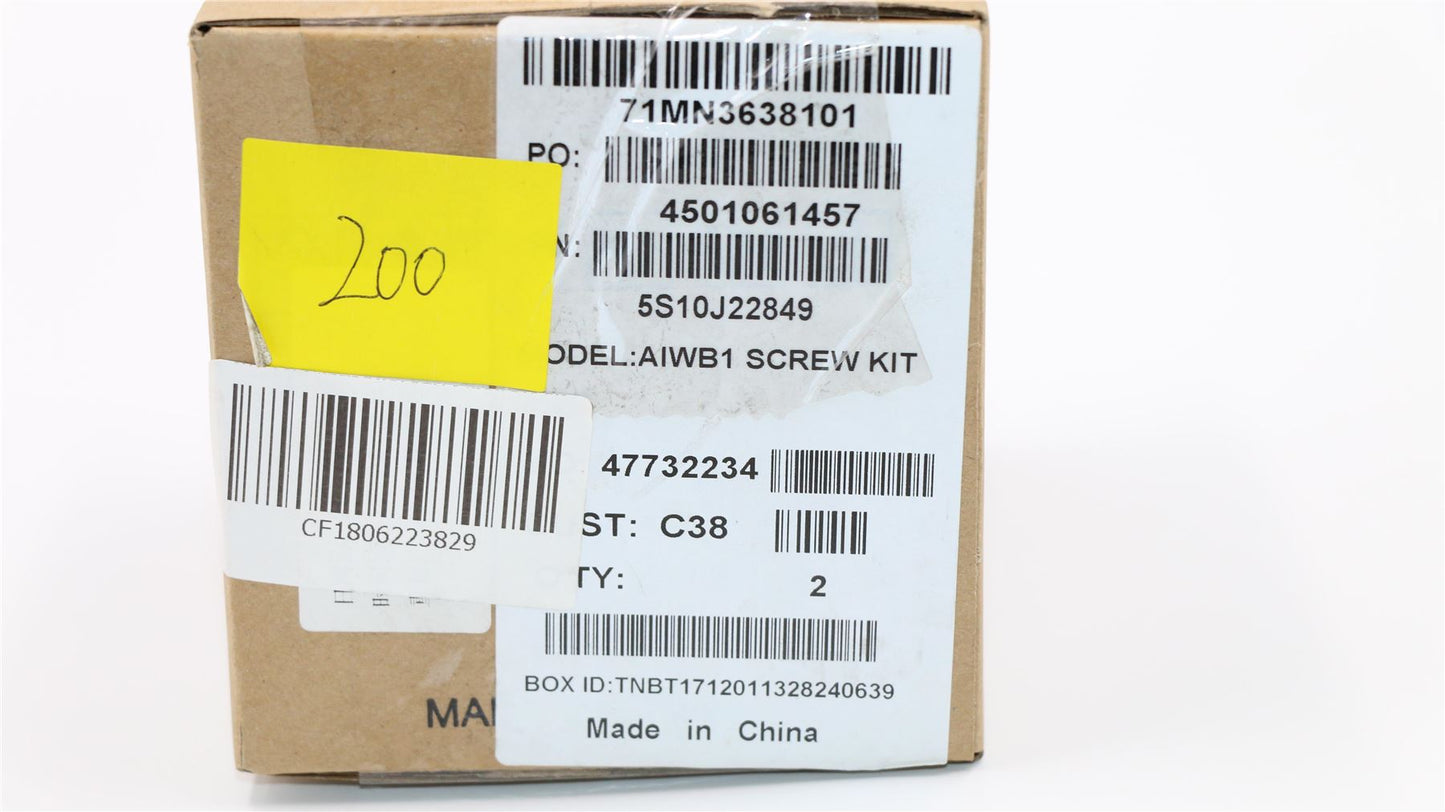 71MN3638101
PO:
4501061457
N:
5S10J22849
ODEL:AIWB1 SCREW KIT
200
47732234
CF1806223829
ST: C38
QTY: 2
BOX ID:TNBT1712011328240639
MA
Made in China